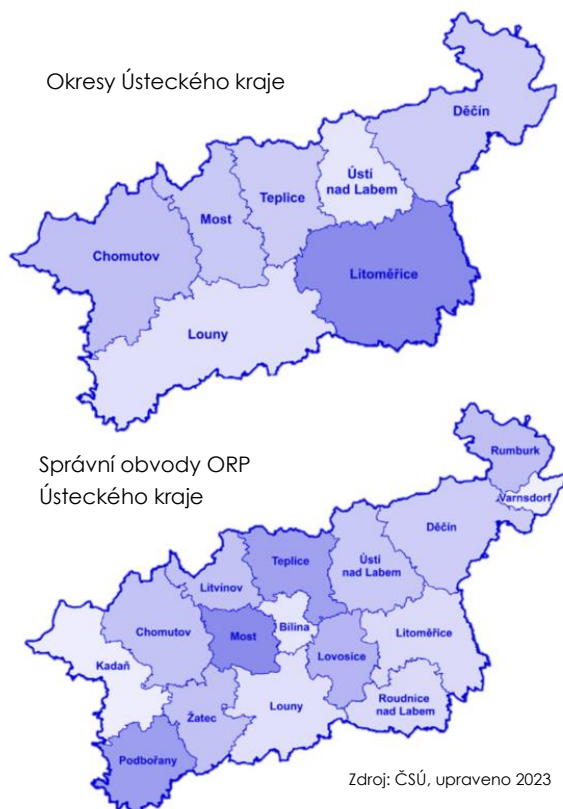 Okresy Ústeckého kraje
Děčín
Ústí
nad Labem
Teplice
Most
Chomutov
Litoměřice
Louny
Správní obvody ORP
Ústeckého kraje
Rumburk
Varnsdorf
Děčín
Teplice
Ústí
nad Labem
Litvínov
Chomutov
Most
Bílina
Litoměřice
Lovosice
Kadaň
Roudnice
nad Labem
Louny
Žatec
Podbořany
Zdroj: ČSÚ, upraveno 2023